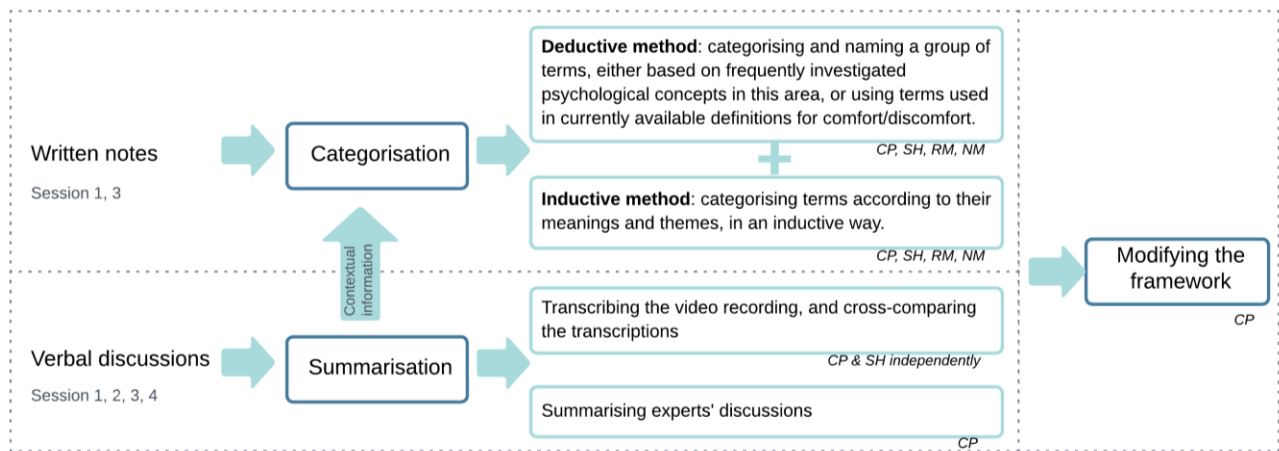 Deductive method: categorising and naming a group of
terms, either based on frequently investigated
psychological concepts in this area, or using terms used
in currently available definitions for comfort/discomfort.
CP, SH, RM, NM
Written notes
Session 1, 3
Categorisation
Inductive method: categorising terms according to their
meanings and themes, in an inductive way.
CP, SH, RM, NM
Contextual
information
Verbal discussions
Session 1, 2, 3, 4
Summarisation
Transcribing the video recording, and cross-comparing
the transcriptions
CP & SH independently
Summarising experts' discussions
CP
Modifying the
framework
CP